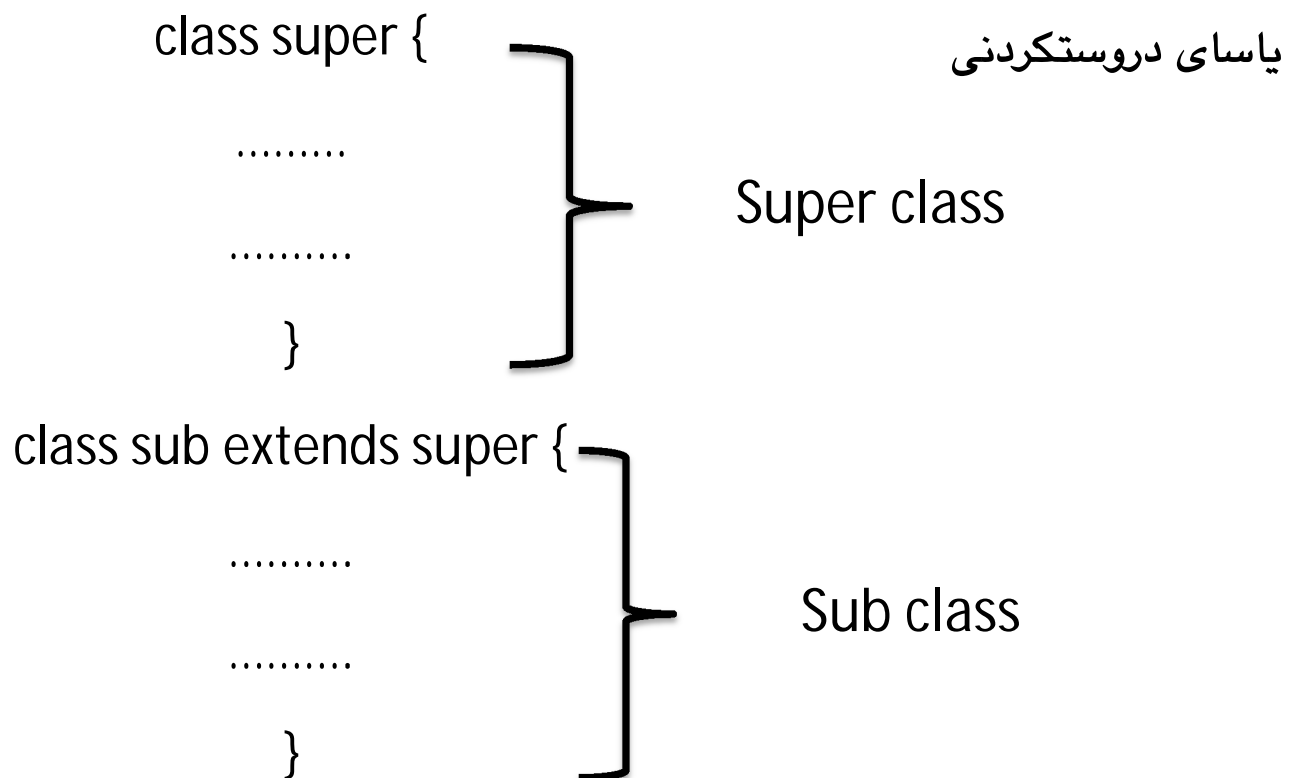 یاسای دروستکردنی
class super {
.........
Super class
..........
}
class sub extends super {
..........
Sub class
..........
}